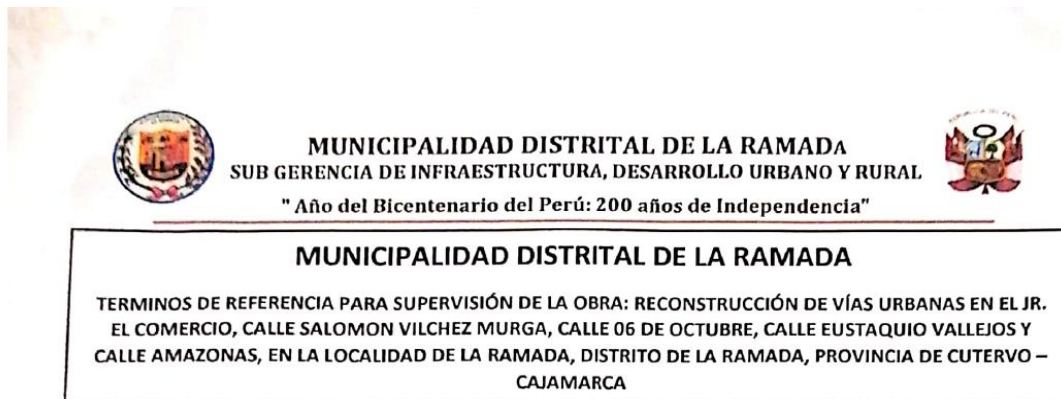 MUNICIPALIDAD DISTRITAL DE LA RAMADA
SUB GERENCIA DE INFRAESTRUCTURA, DESARROLLO URBANO Y RURAL
" Año del Bicentenario del Perú: 200 años de Independencia"
MUNICIPALIDAD DISTRITAL DE LA RAMADA
TERMINOS DE REFERENCIA PARA SUPERVISIÓN DE LA OBRA: RECONSTRUCCIÓN DE VÍAS URBANAS EN EL JR.
EL COMERCIO, CALLE SALOMON VILCHEZ MURGA, CALLE 06 DE OCTUBRE, CALLE EUSTAQUIO VALLEJOS Y
CALLE AMAZONAS, EN LA LOCALIDAD DE LA RAMADA, DISTRITO DE LA RAMADA, PROVINCIA DE CUTERVO –
CAJAMARCA